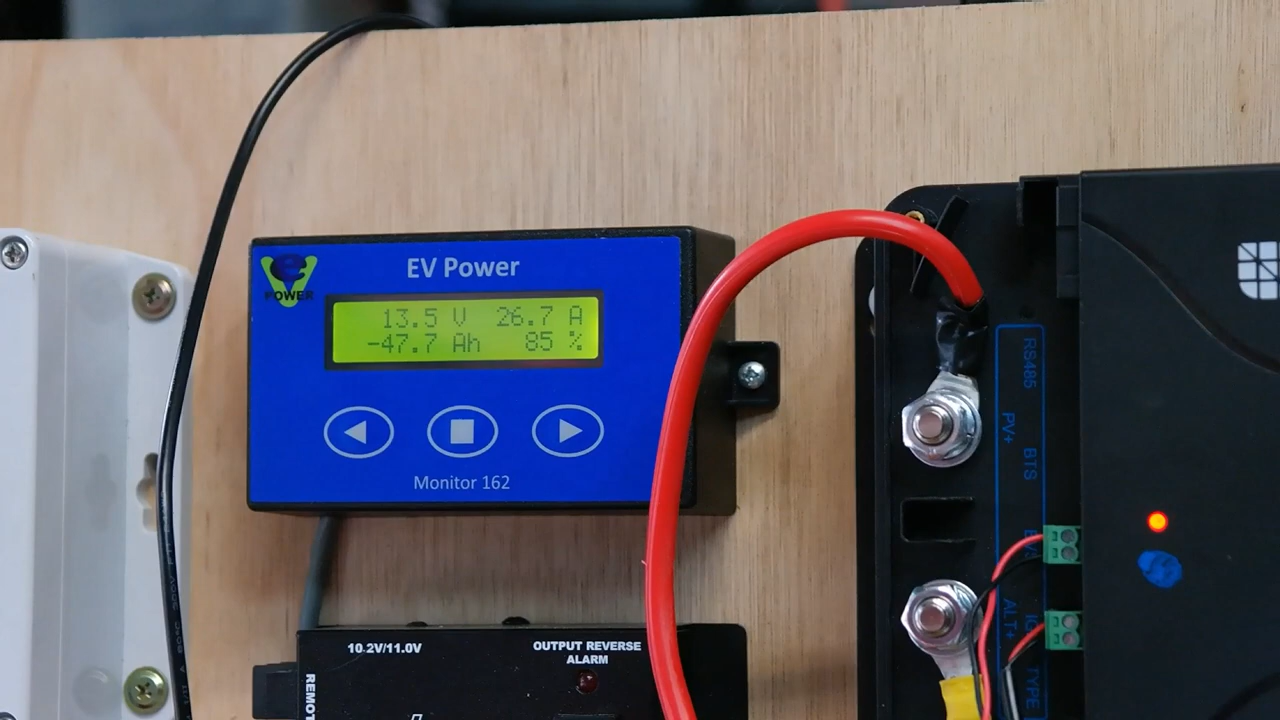 POWER
EV Power
13.5 V 26.7 A
-47.7 Ah 85 %
Monitor 162
10.2V/11.0V
OUTPUT REVERSE
ALARM
RS485
PV+
BTS
ALT+
TYPE